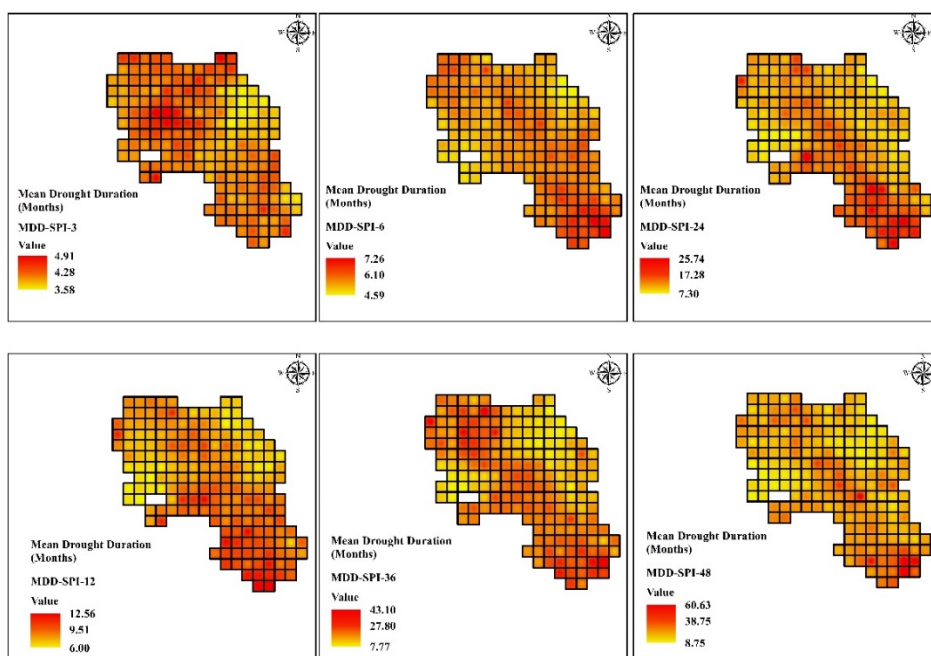 N
W
E
S
Mean Drought Duration
(Months)
MDD-SPI-3
Value
4.91
4.28
3.58
N
W
E
S
Mean Drought Duration
(Months)
MDD-SPI-6
Value
7.26
6.10
4.59
N
W
E
S
Mean Drought Duration
(Months)
MDD-SPI-24
Value
25.74
17.28
7.30
N
W
E
S
Mean Drought Duration
(Months)
MDD-SPI-12
Value
12.56
9.51
6.00
N
W
E
S
Mean Drought Duration
(Months)
MDD-SPI-36
Value
43.10
27.80
7.77
N
W
E
S
Mean Drought Duration
(Months)
MDD-SPI-48
Value
60.63
38.75
8.75